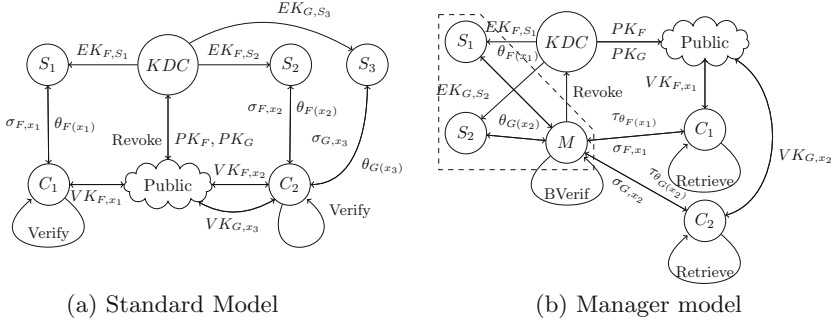 EK_{G,S_3}
S_1
EK_{F,S_1}
KDC
EK_{F,S_2}
S_2
S_3
σ_{F,x_1}
θ_{F(x_1)}
Revoke
PK_F, PK_G
σ_{F,x_2}
θ_{F(x_2)}
σ_{G,x_3}
θ_{G(x_3)}
C_1
VK_{F,x_1}
Public
VK_{F,x_2}
C_2
VK_{G,x_3}
Verify
Verify
(a) Standard Model
S_1
EK_{F,S_1}
θ_{F(x_1)}
KDC
PK_F
PK_G
Public
EK_{G,S_2}
Revoke
VK_{F,x_1}
S_2
θ_{G(x_2)}
M
τ_{θ_{F(x_1)}}
σ_{F,x_1}
C_1
VK_{G,x_2}
BVerif
Retrieve
τ_{θ_{G(x_2)}}
σ_{G,x_2}
C_2
Retrieve
(b) Manager model